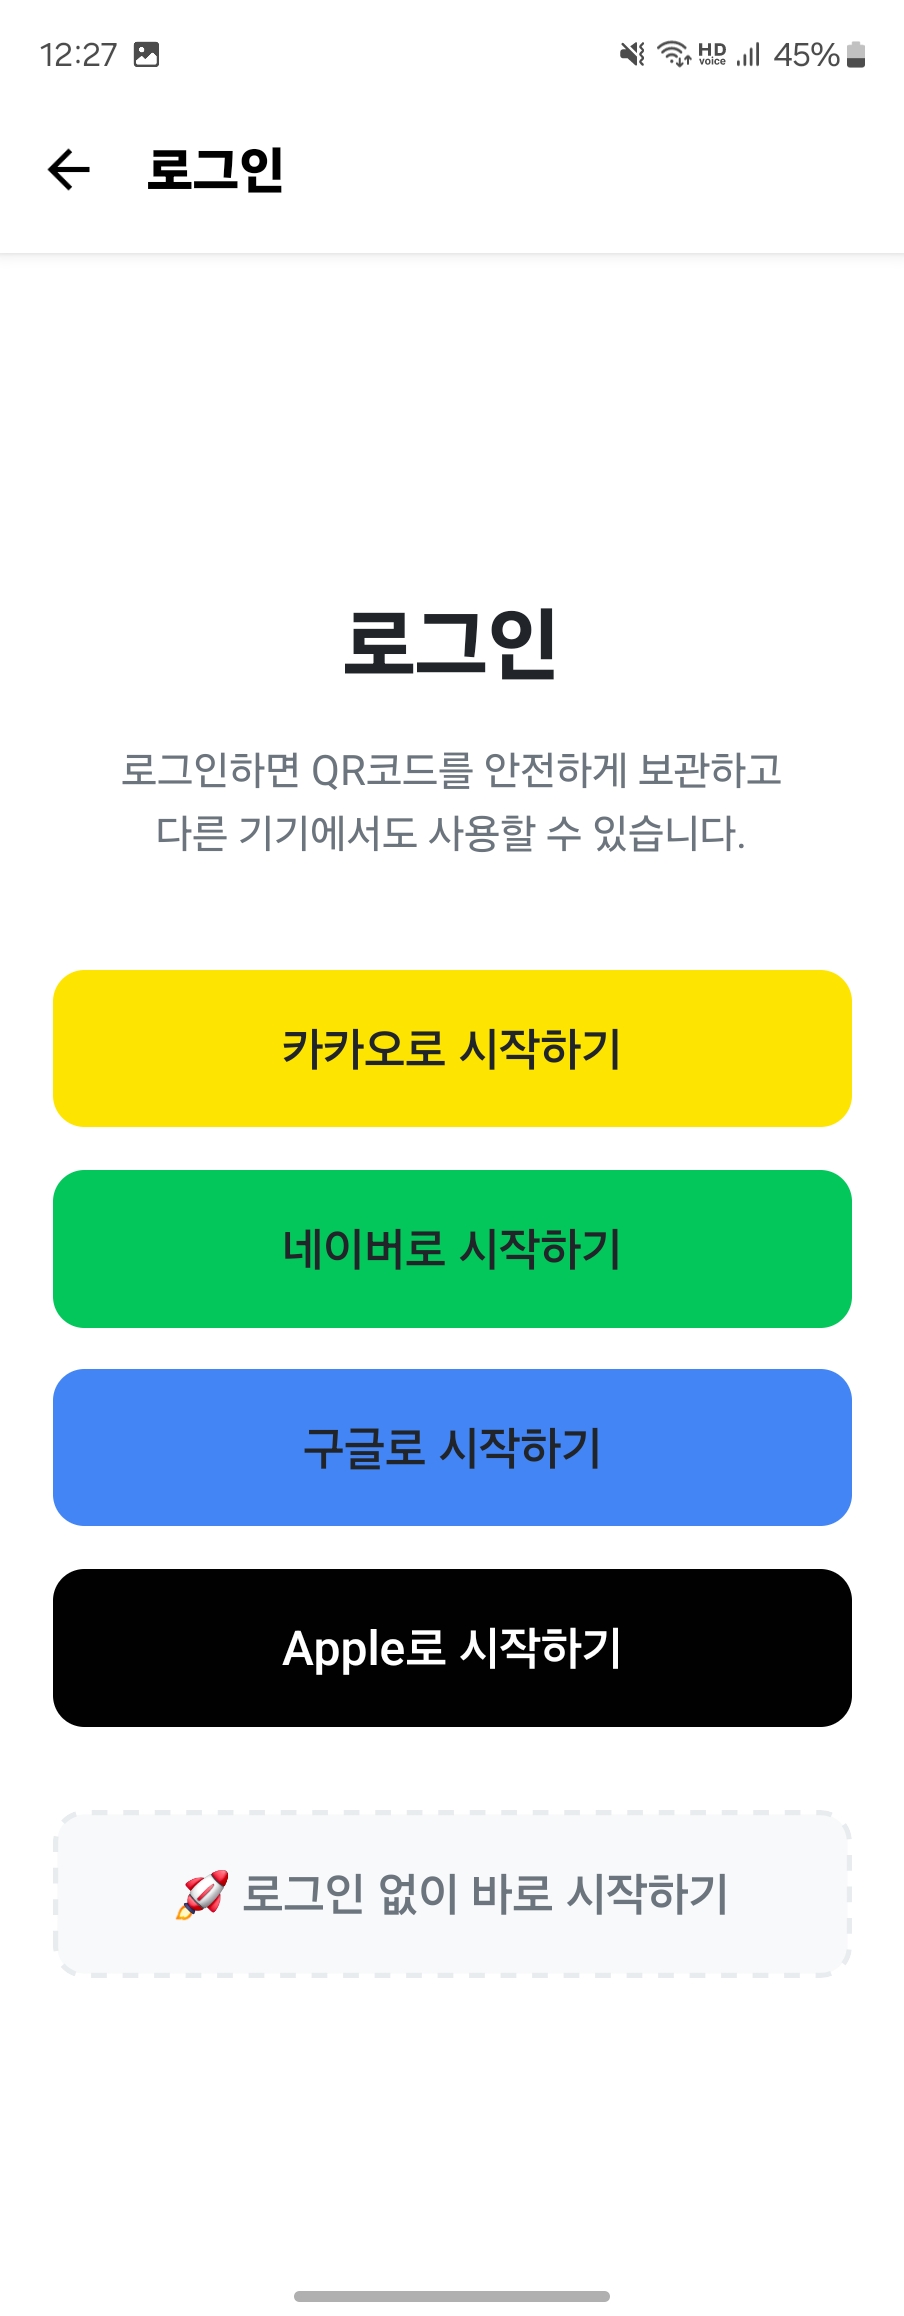 12:27
HD voice
45%
로그인
로그인
로그인하면 QR코드를 안전하게 보관하고
다른 기기에서도 사용할 수 있습니다.
카카오로 시작하기
네이버로 시작하기
구글로 시작하기
Apple로 시작하기
🚀 로그인 없이 바로 시작하기